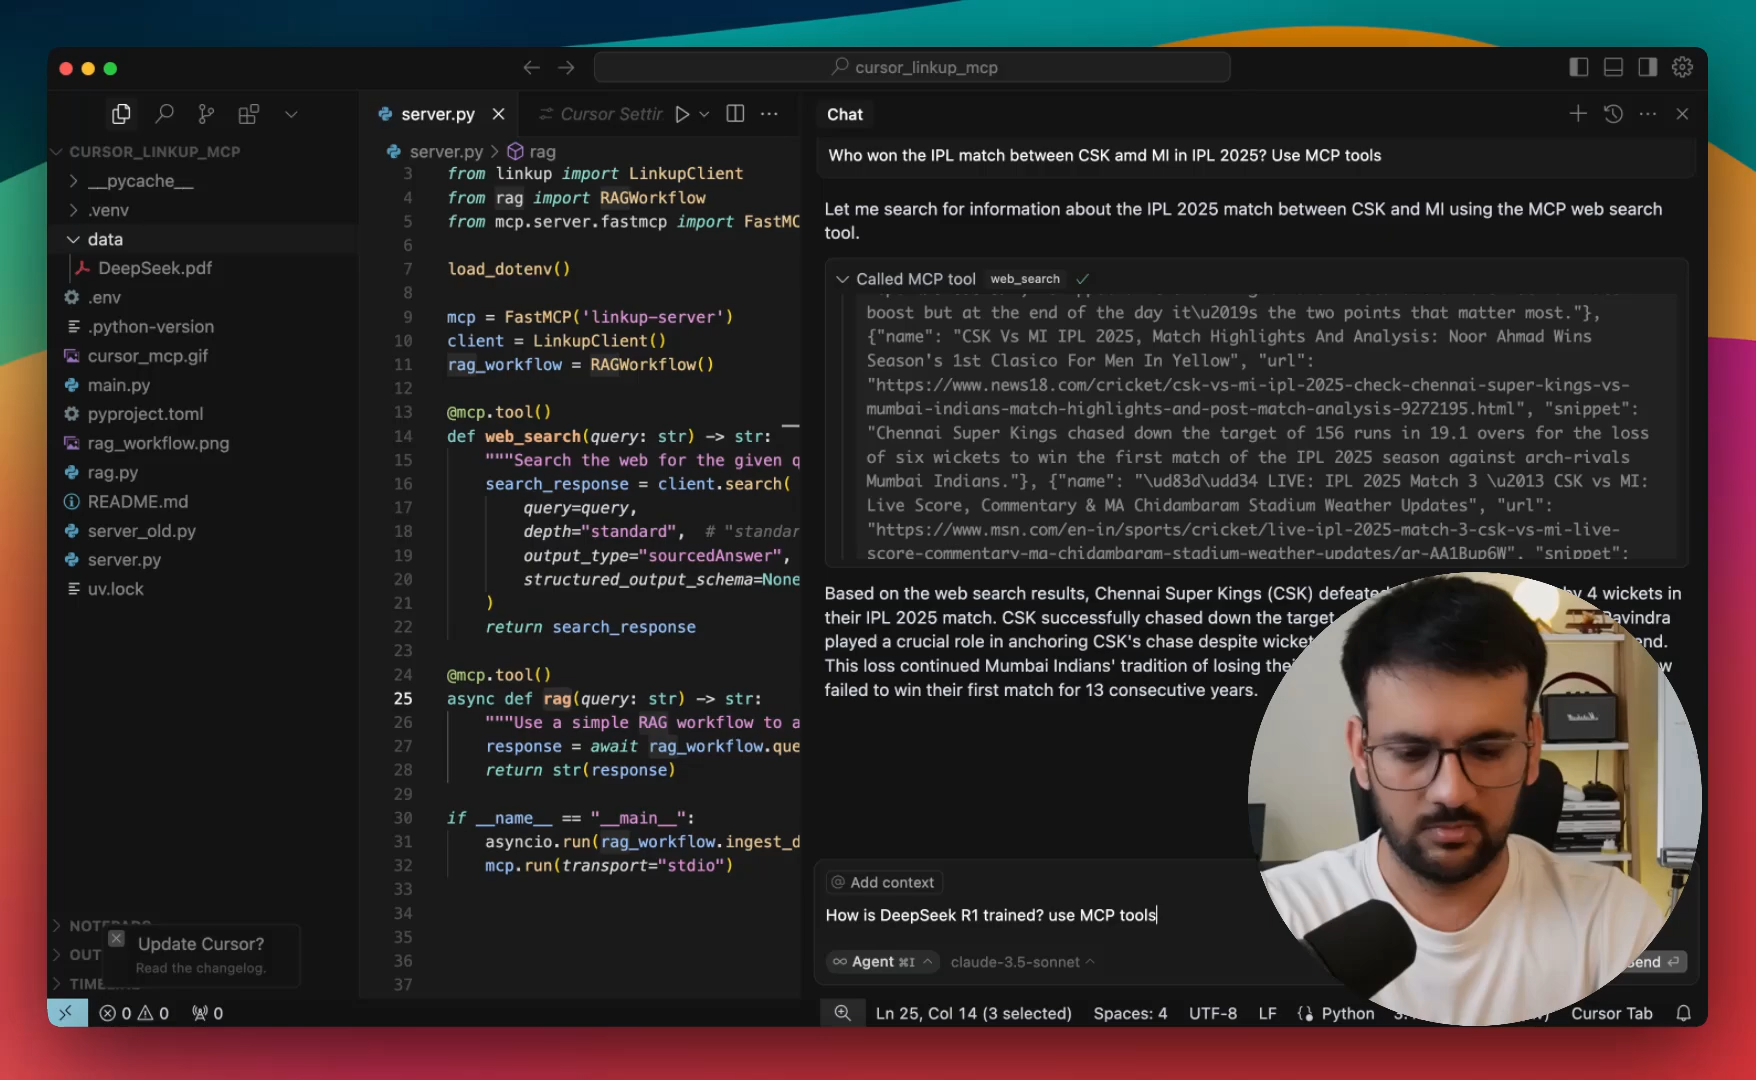 cursor_linkup_mcp
CURSOR_LINKUP_MCP
__pycache__
.venv
data
DeepSeek.pdf
.env
.python-version
cursor_mcp.gif
main.py
pyproject.toml
rag_workflow.png
rag.py
README.md
server_old.py
server.py
uv.lock
OUT
Update Cursor?
Read the changelog.
server.py
Cursor Settir
server.py > rag
3 from linkup import LinkupClient
4 from rag import RAGWorkflow
5 from mcp.server.fastmcp import FastMC
6
7 load_dotenv()
8
9 mcp = FastMCP('linkup-server')
10 client = LinkupClient()
11 rag_workflow = RAGWorkflow()
12
13 @mcp.tool()
14 def web_search(query: str) -> str:
15 """Search the web for the given q
16 search_response = client.search(
17 query=query,
18 depth="standard", # "standar
19 output_type="sourcedAnswer",
20 structured_output_schema=None
21 )
22 return search_response
23
24 @mcp.tool()
25 async def rag(query: str) -> str:
26 """Use a simple RAG workflow to a
27 response = await rag_workflow.que
28 return str(response)
29
30 if __name__ == "__main__":
31 asyncio.run(rag_workflow.ingest_d
32 mcp.run(transport="stdio")
33
34
35
36
37
Chat
Who won the IPL match between CSK amd MI in IPL 2025? Use MCP tools
Let me search for information about the IPL 2025 match between CSK and MI using the MCP web search
tool.
Called MCP tool web_search
boost but at the end of the day it\u2019s the two points that matter most."},
{"name": "CSK Vs MI IPL 2025, Match Highlights And Analysis: Noor Ahmad Wins
Season's 1st Clasico For Men In Yellow", "url":
"https://www.news18.com/cricket/csk-vs-mi-ipl-2025-check-chennai-super-kings-vs-
mumbai-indians-match-highlights-and-post-match-analysis-9272195.html", "snippet":
"Chennai Super Kings chased down the target of 156 runs in 19.1 overs for the loss
of six wickets to win the first match of the IPL 2025 season against arch-rivals
Mumbai Indians."}, {"name": "\ud83d\udd34 LIVE: IPL 2025 Match 3 \u2013 CSK vs MI:
Live Score, Commentary & MA Chidambaram Stadium Weather Updates", "url":
"https://www.msn.com/en-in/sports/cricket/live-ipl-2025-match-3-csk-vs-mi-live-
score-commentary-ma-chidambaram-stadium-weather-updates/ar-AA1Bup6W", "snippet":
Based on the web search results, Chennai Super Kings (CSK) defeated by 4 wickets in
their IPL 2025 match. CSK successfully chased down the target Ravindra
played a crucial role in anchoring CSK's chase despite wicket end.
This loss continued Mumbai Indians' tradition of losing thei
failed to win their first match for 13 consecutive years.
Marshall
@ Add context
How is DeepSeek R1 trained? use MCP tools
∞ Agent ⌘I claude-3.5-sonnet
Send
0 0 0
Ln 25, Col 14 (3 selected) Spaces: 4 UTF-8 LF Python Cursor Tab